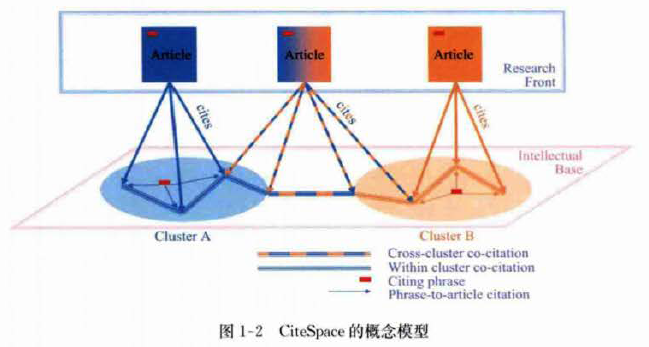 Article
Article
Article
Research
Front
cites
cites
cites
Intellectual
Base
Cluster A
Cluster B
Cross-cluster co-citation
Within cluster co-citation
Citing phrase
Phrase-to-article citation
图 1-2 CiteSpace 的概念模型